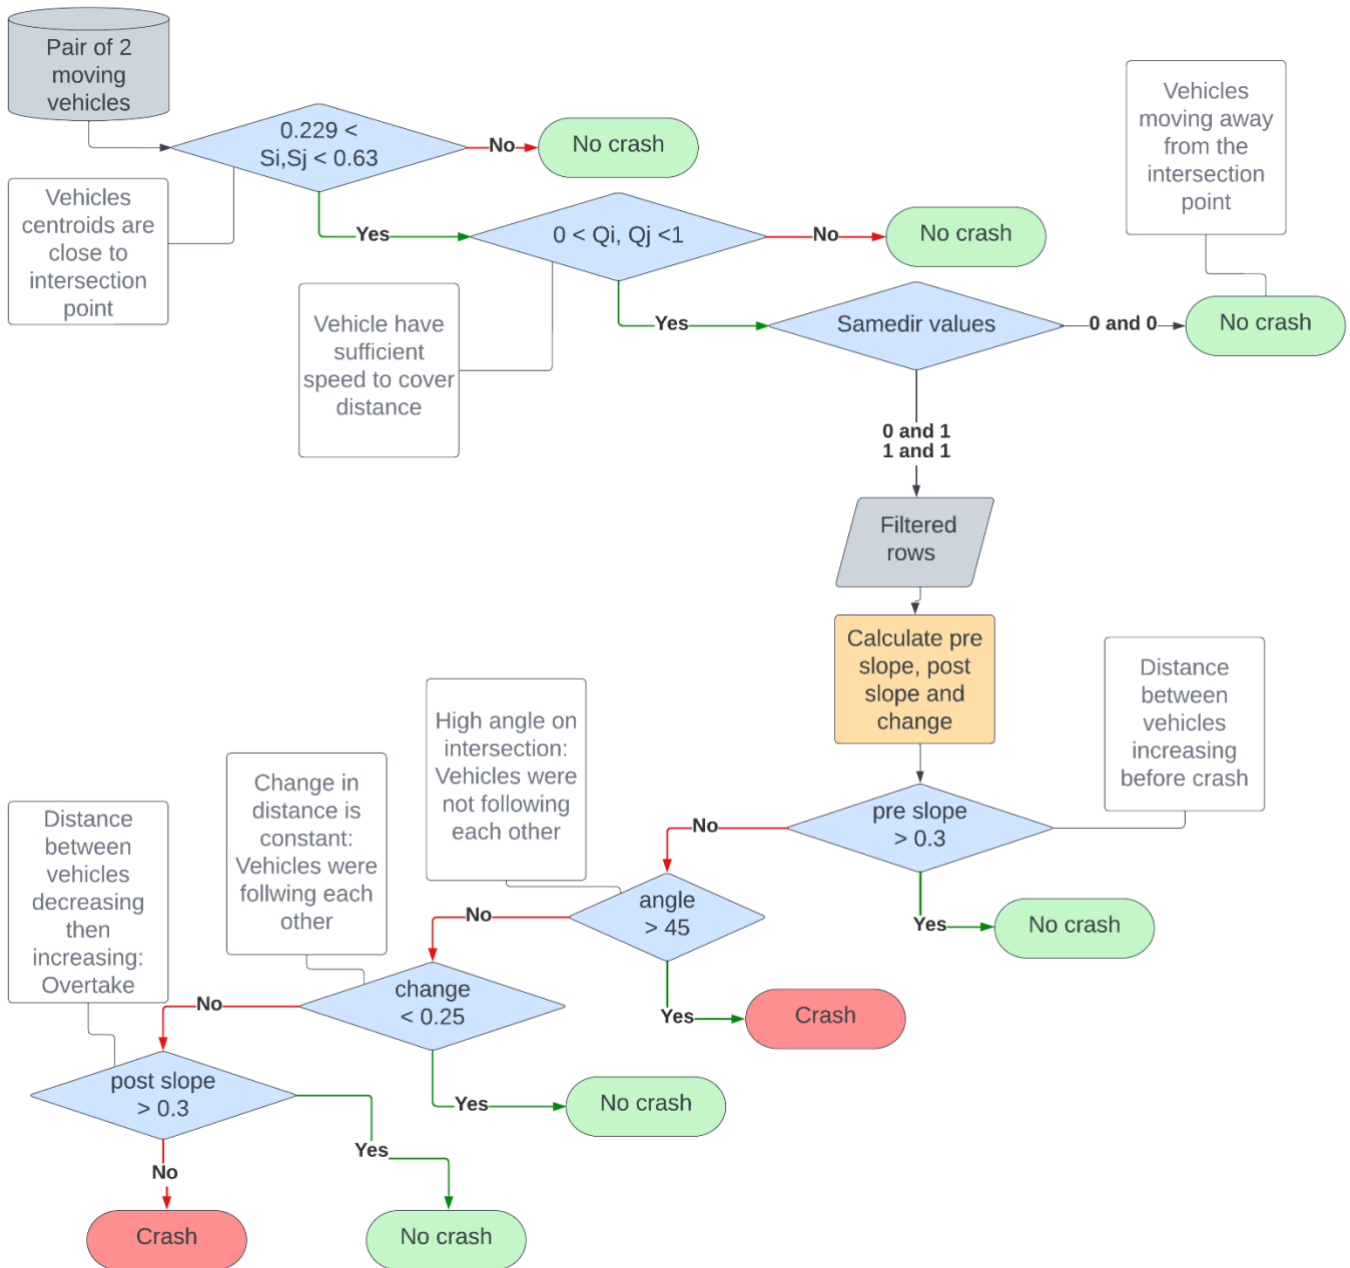 Pair of 2
moving
vehicles
0.229 <
Si,Sj < 0.63
No
No crash
Vehicles
moving away
from the
intersection
point
Vehicles
centroids are
close to
intersection
point
Yes
0 < Qi, Qj <1
No
No crash
Vehicle have
sufficient
speed to cover
distance
Yes
Samedir values
0 and 0
No crash
0 and 1
1 and 1
Filtered
rows
Calculate pre
slope, post
slope and
change
Distance
between
vehicles
increasing
before crash
pre slope
> 0.3
No
Yes
No crash
High angle on
intersection:
Vehicles were
not following
each other
angle
> 45
No
Yes
Crash
Change in
distance is
constant:
Vehicles were
follwing each
other
change
< 0.25
No
Yes
No crash
Distance
between
vehicles
decreasing
then
increasing:
Overtake
post slope
> 0.3
Yes
No
Crash
No crash